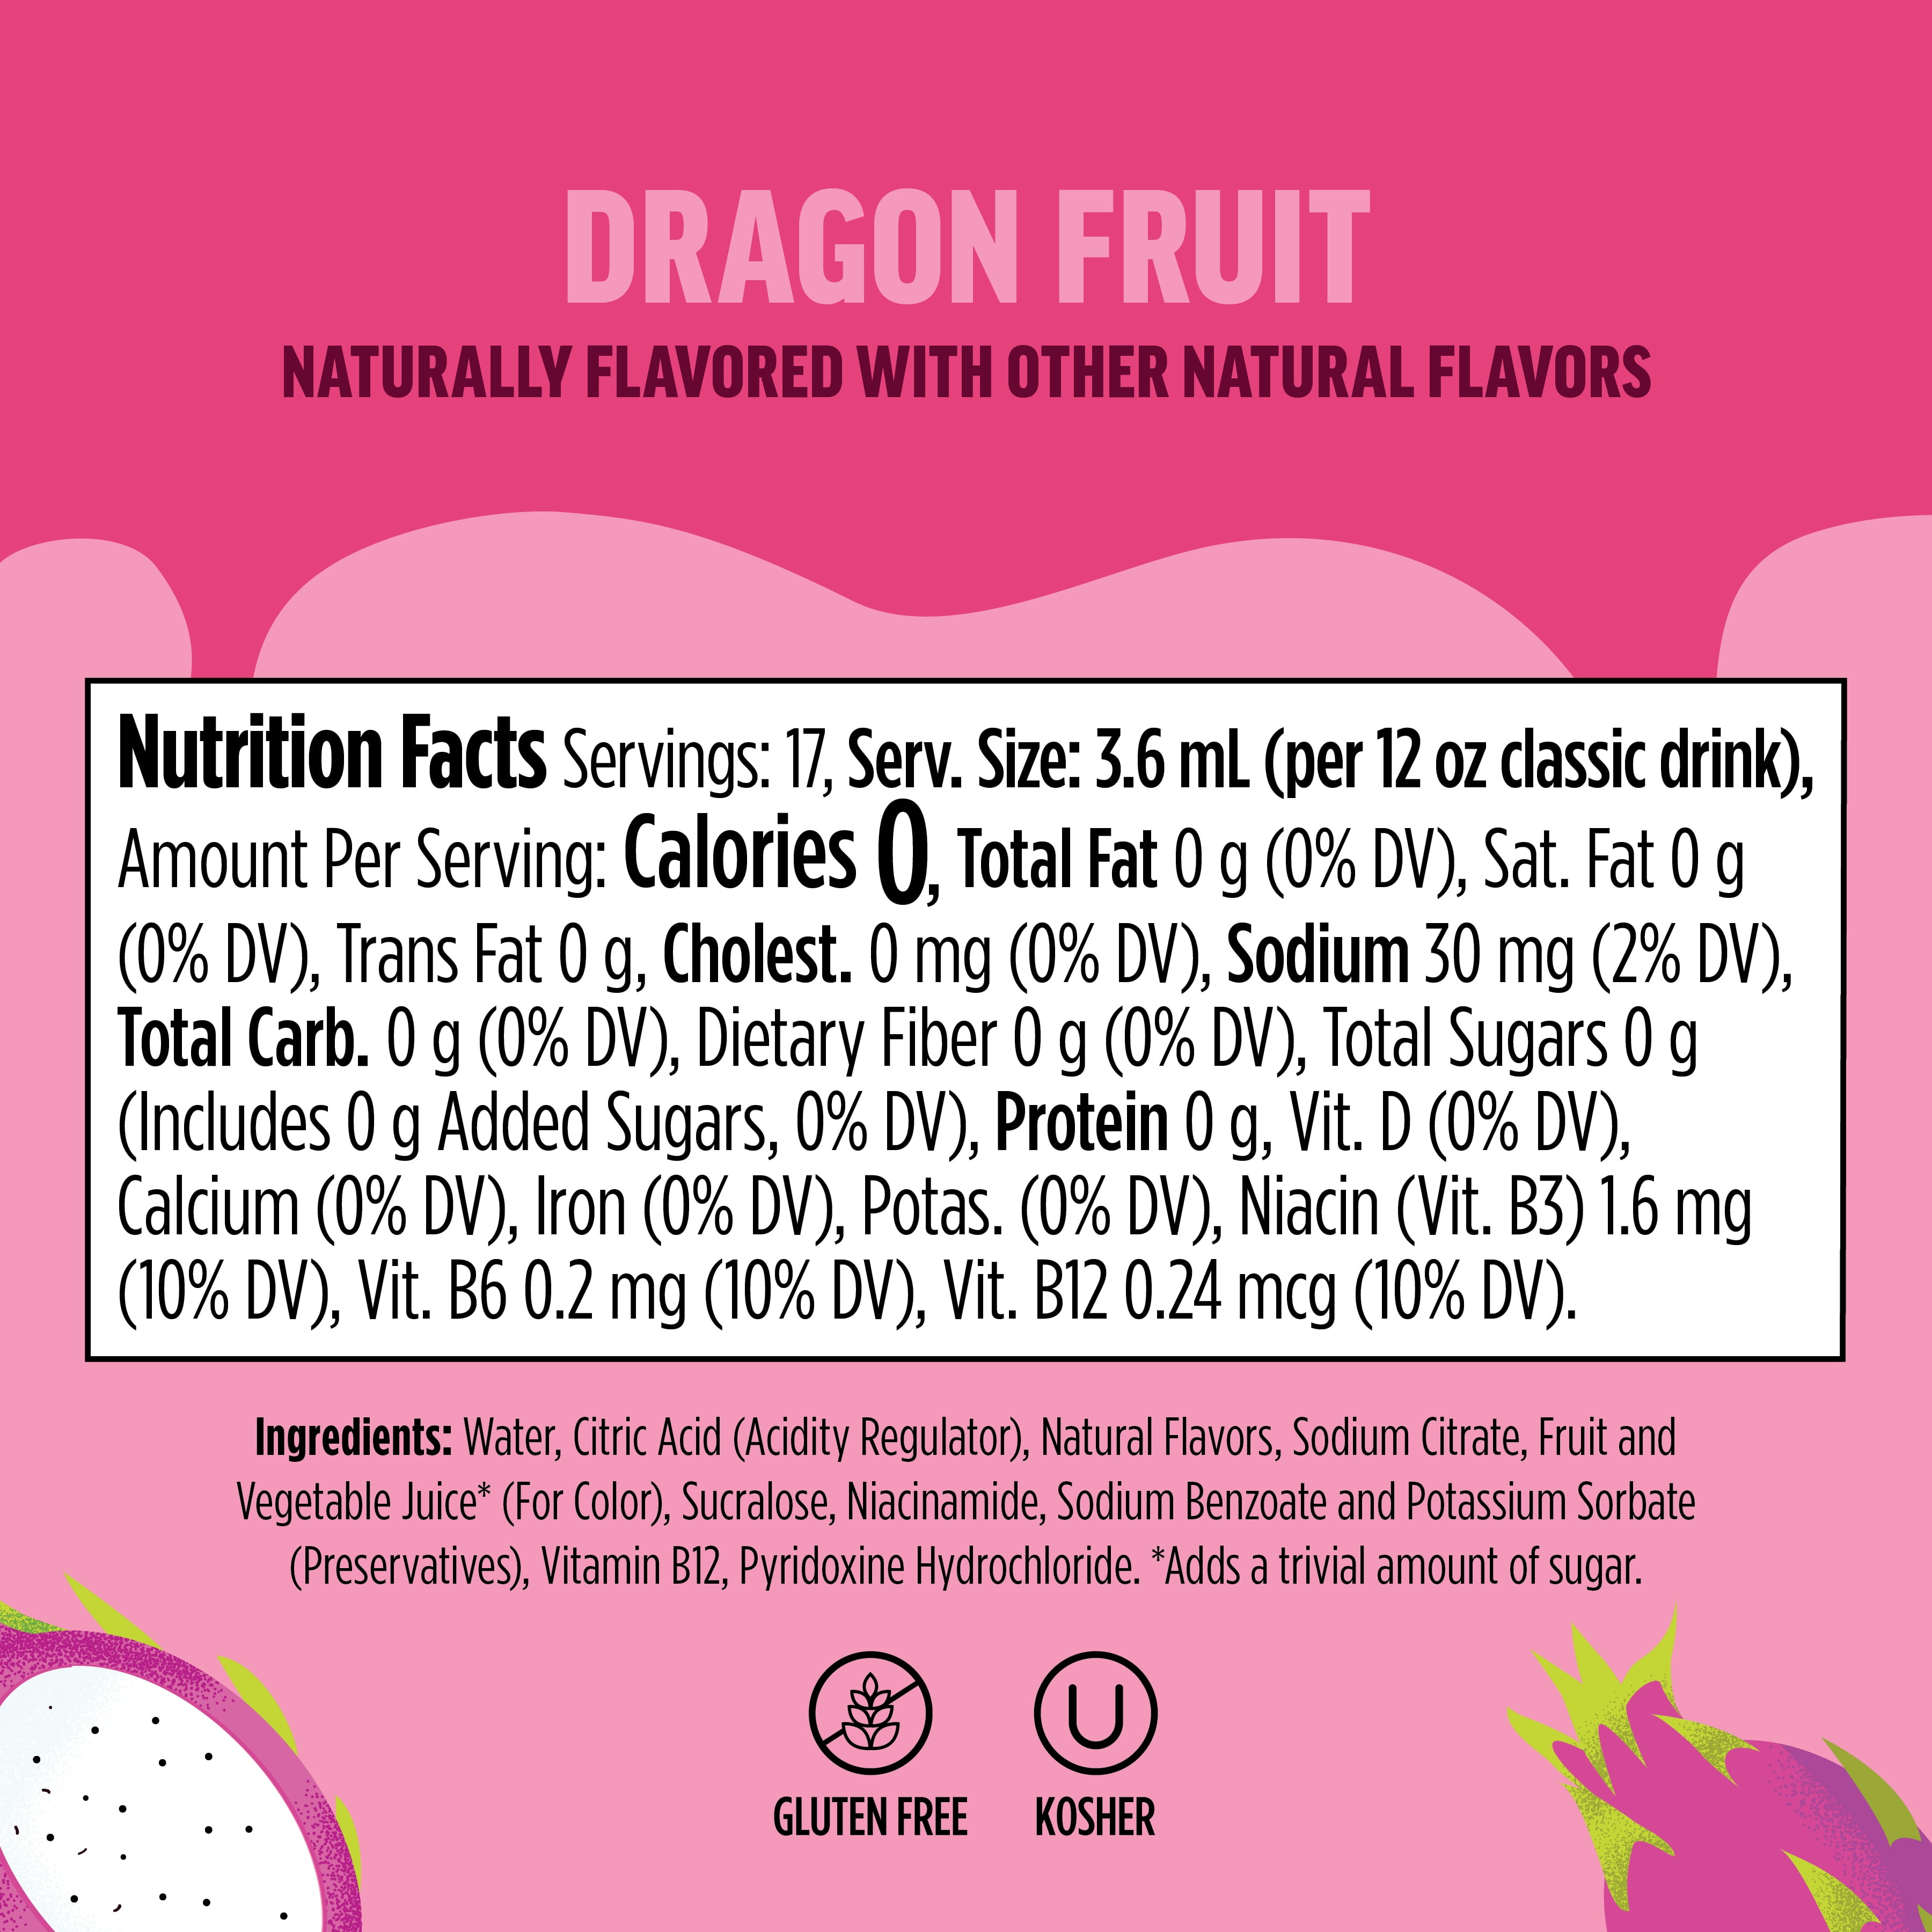 DRAGON FRUIT
NATURALLY FLAVORED WITH OTHER NATURAL FLAVORS
Nutrition Facts Servings: 17, Serv. Size: 3.6 mL (per 12 oz classic drink),
Amount Per Serving: Calories 0, Total Fat 0 g (0% DV), Sat. Fat 0 g
(0% DV), Trans Fat 0 g, Cholest. 0 mg (0% DV), Sodium 30 mg (2% DV),
Total Carb. 0 g (0% DV), Dietary Fiber 0 g (0% DV), Total Sugars 0 g
(Includes 0 g Added Sugars, 0% DV), Protein 0 g, Vit. D (0% DV),
Calcium (0% DV), Iron (0% DV), Potas. (0% DV), Niacin (Vit. B3) 1.6 mg
(10% DV), Vit. B6 0.2 mg (10% DV), Vit. B12 0.24 mcg (10% DV).
Ingredients: Water, Citric Acid (Acidity Regulator), Natural Flavors, Sodium Citrate, Fruit and
Vegetable Juice* (For Color), Sucralose, Niacinamide, Sodium Benzoate and Potassium Sorbate
(Preservatives), Vitamin B12, Pyridoxine Hydrochloride. *Adds a trivial amount of sugar.
U
GLUTEN FREE KOSHER